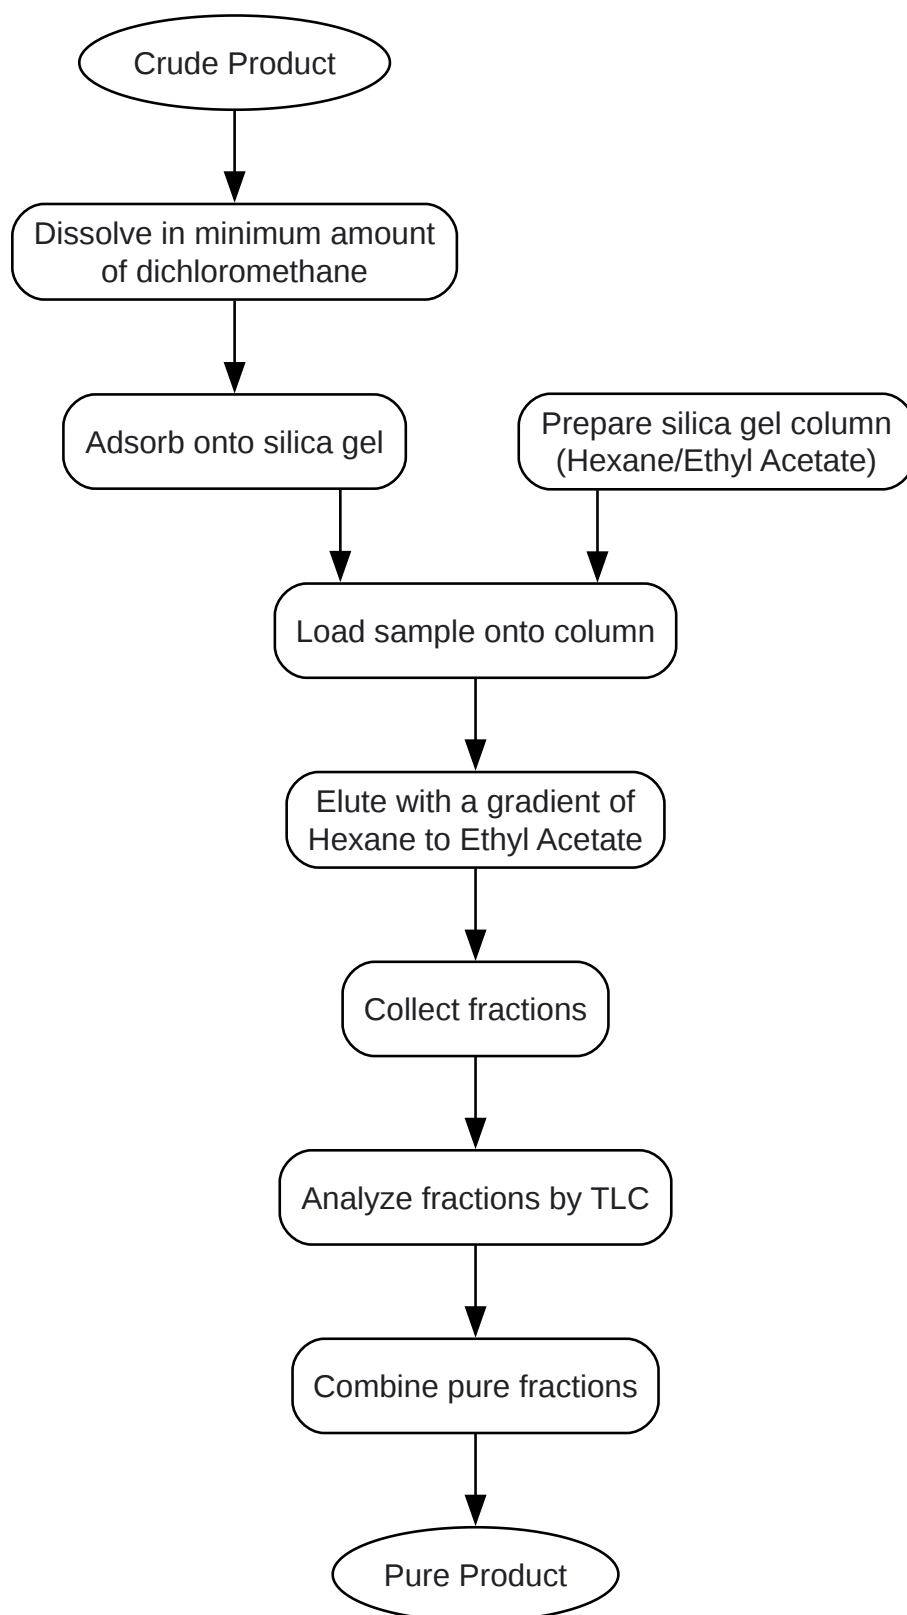 Crude Product
Dissolve in minimum amount
of dichloromethane
Adsorb onto silica gel
Prepare silica gel column
(Hexane/Ethyl Acetate)
Load sample onto column
Elute with a gradient of
Hexane to Ethyl Acetate
Collect fractions
Analyze fractions by TLC
Combine pure fractions
Pure Product